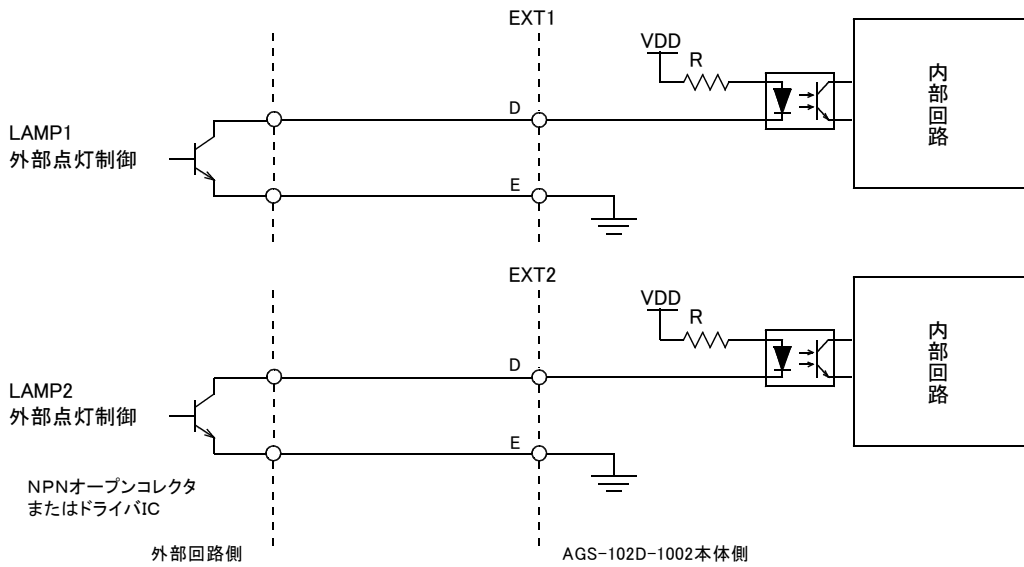 EXT1
VDD
R
D
内部回路
LAMP1
外部点灯制御
E
EXT2
VDD
R
D
内部回路
LAMP2
外部点灯制御
E
NPNオープンコレクタ
またはドライバIC
外部回路側
AGS-102D-1002本体側